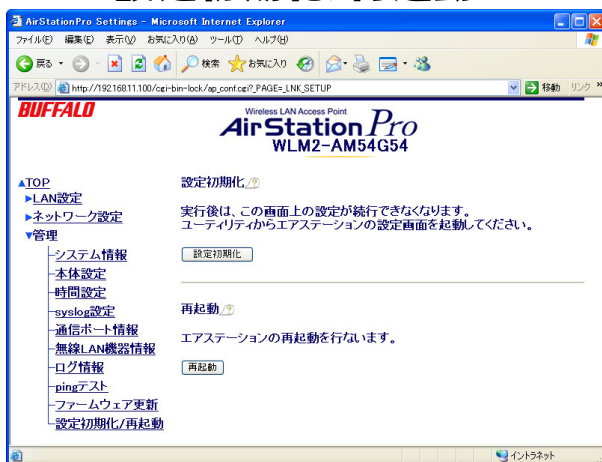 AirStationPro Settings - Microsoft Internet Explorer
ファイル(F) 編集(E) 表示(V) お気に入り(A) ツール(T) ヘルプ(H)
戻る 検索 お気に入り
アドレス(D) http://192.168.11.100/cgi-bin-lock/ap_conf.cgi?_PAGE=_LNK_SETUP 移動 リンク »
BUFFALO
Wireless LAN Access Point
AirStation Pro
WLM2-AM54G54
▲TOP
▶LAN設定
▶ネットワーク設定
▼管理
システム情報
本体設定
時間設定
syslog設定
通信ポート情報
無線LAN機器情報
ログ情報
pingテスト
ファームウェア更新
設定初期化/再起動
設定初期化 ?
実行後は、この画面上の設定が続行できなくなります。
ユーティリティからエアステーションの設定画面を起動してください。
設定初期化
再起動 ?
エアステーションの再起動を行ないます。
再起動
イントラネット